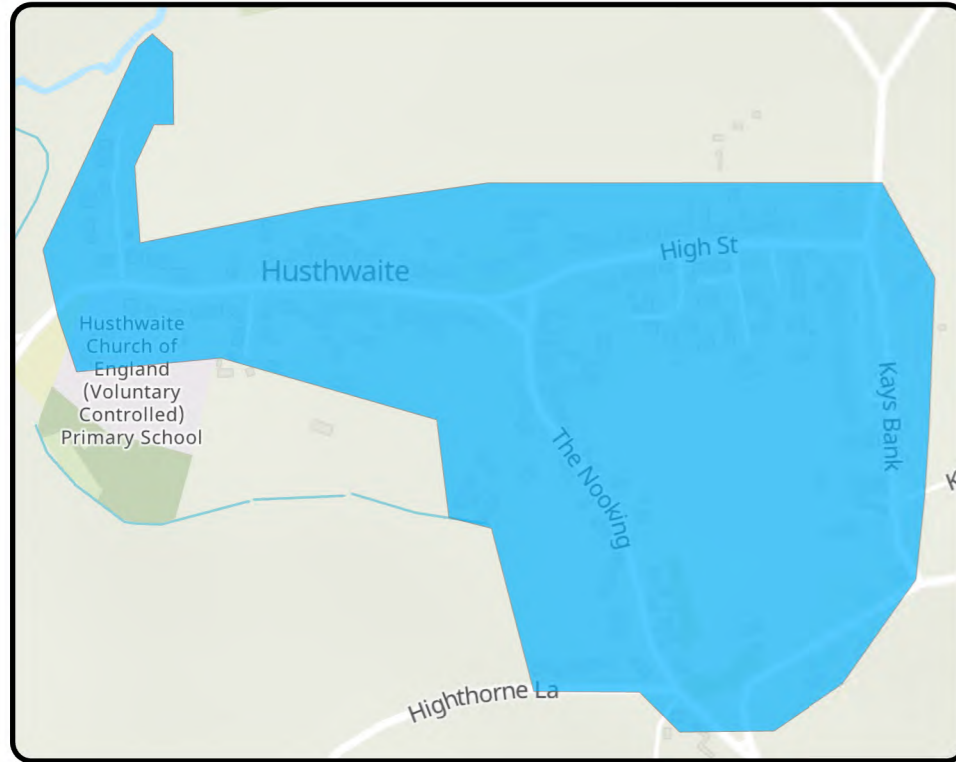 High St
Husthwaite
Husthwaite
Church of
England
(Voluntary
Controlled)
Primary School
Kays Bank
The Nooking
K
Highthorne La